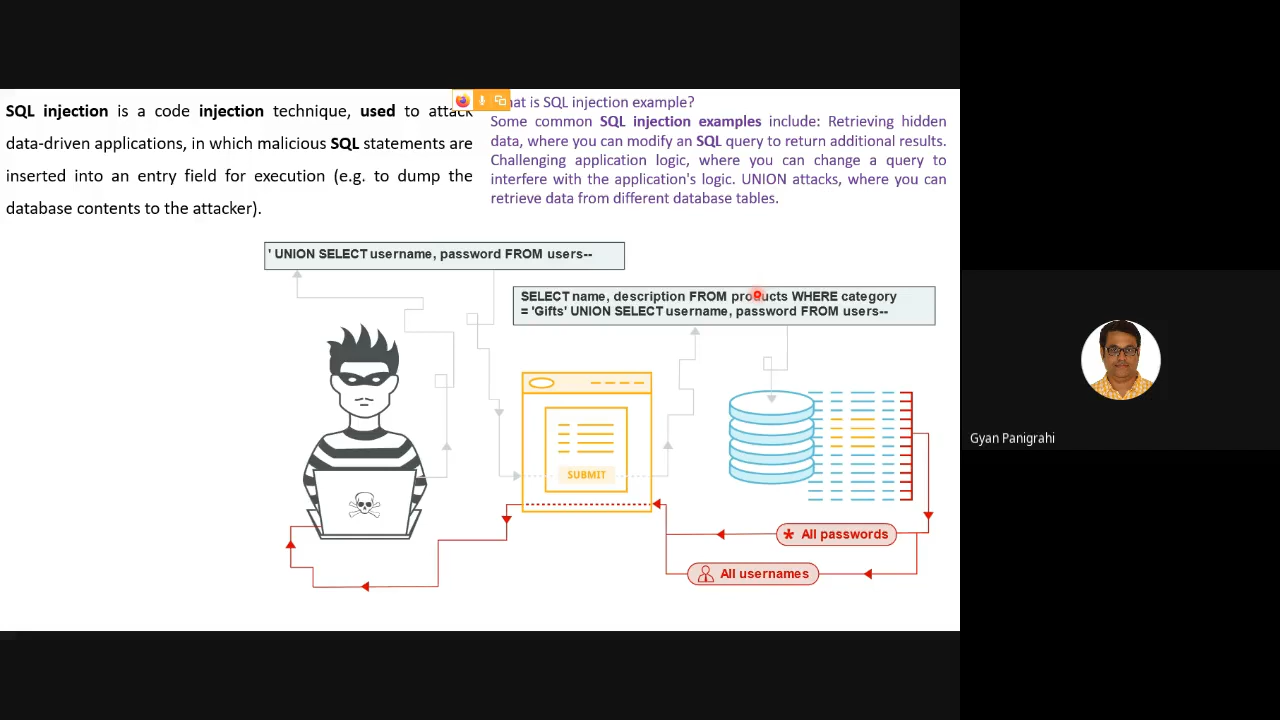 SQL injection is a code injection technique, used to attack
data-driven applications, in which malicious SQL statements are
inserted into an entry field for execution (e.g. to dump the
database contents to the attacker).
What is SQL injection example?
Some common SQL injection examples include: Retrieving hidden
data, where you can modify an SQL query to return additional results.
Challenging application logic, where you can change a query to
interfere with the application's logic. UNION attacks, where you can
retrieve data from different database tables.
' UNION SELECT username, password FROM users--
SELECT name, description FROM products WHERE category
= 'Gifts' UNION SELECT username, password FROM users--
SUBMIT
* All passwords
All usernames
Gyan Panigrahi